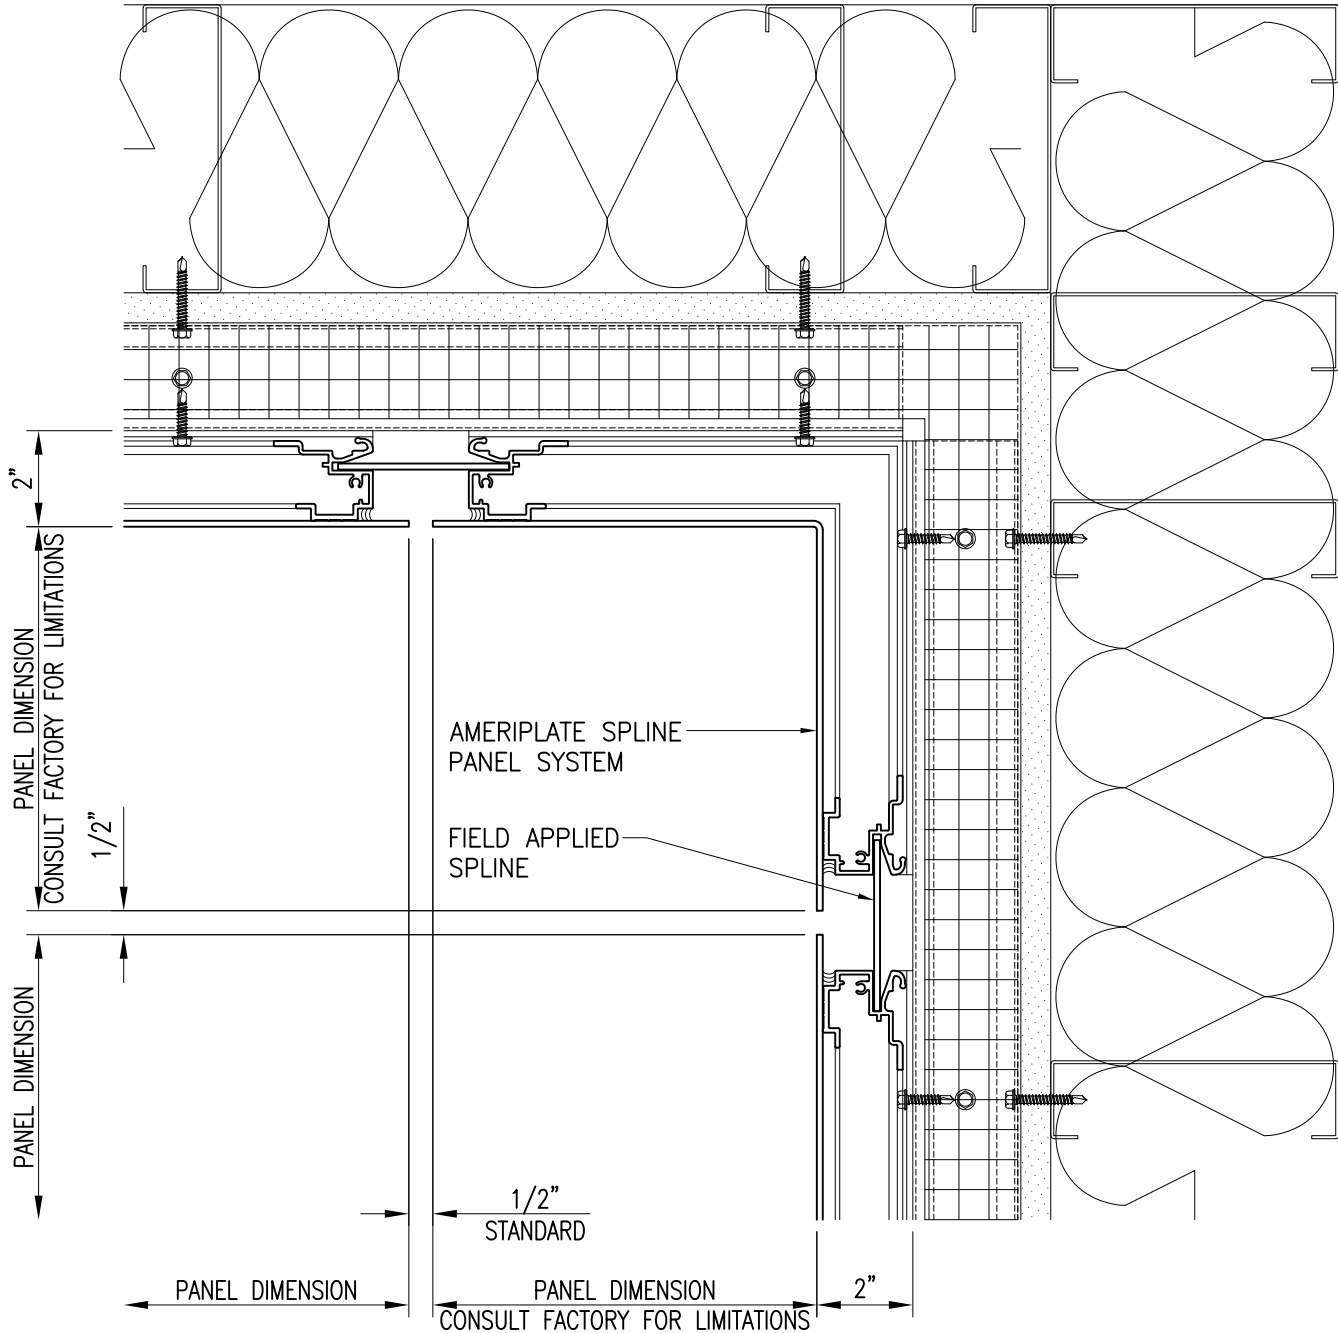 2”
PANEL DIMENSION
CONSULT FACTORY FOR LIMITATIONS
1/2”
PANEL DIMENSION
AMERIPLATE SPLINE
PANEL SYSTEM
FIELD APPLIED
SPLINE
1/2”
STANDARD
PANEL DIMENSION
PANEL DIMENSION
CONSULT FACTORY FOR LIMITATIONS
2”